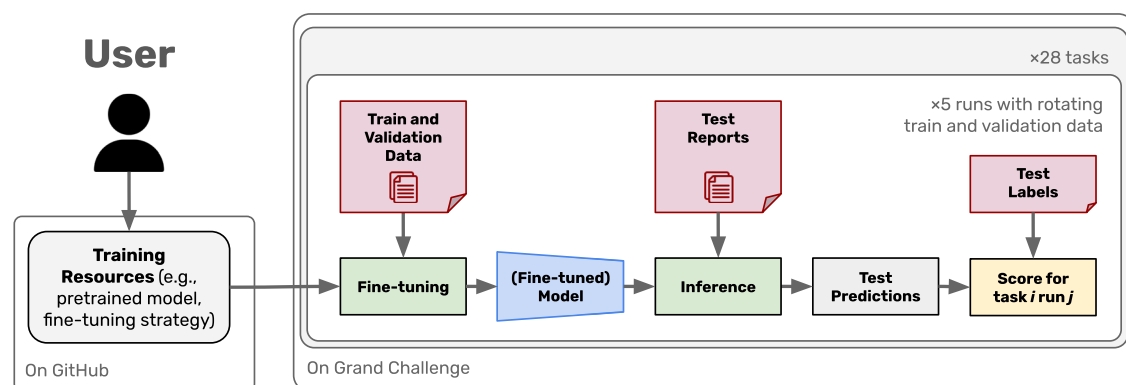 User
Training
Resources (e.g.,
pretrained model,
fine-tuning strategy)
On GitHub
×28 tasks
×5 runs with rotating
train and validation data
Train and
Validation
Data
Test
Reports
Test
Labels
Fine-tuning
(Fine-tuned)
Model
Inference
Test
Predictions
Score for
task i run j
On Grand Challenge